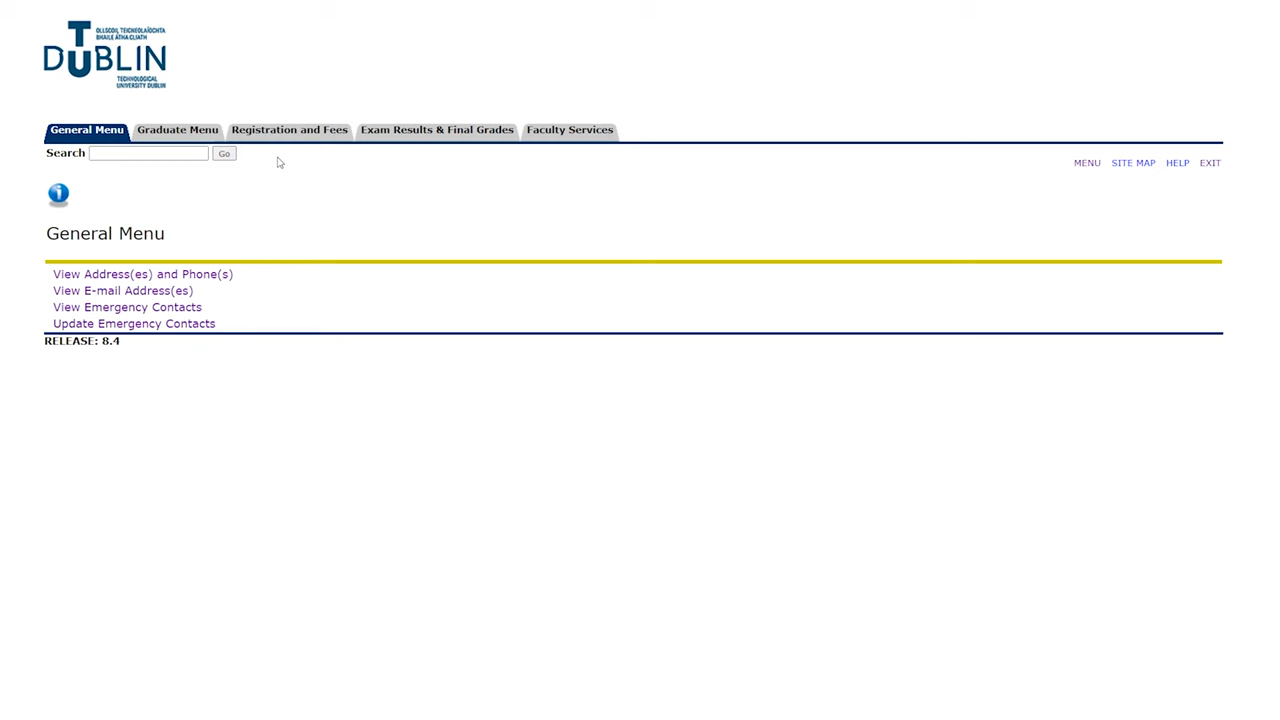 OLLSCOIL TEICNEOLAÍOCHTA
BHAILE ÁTHA CLIATH
TU DUBLIN
TECHNOLOGICAL
UNIVERSITY DUBLIN
General Menu Graduate Menu Registration and Fees Exam Results & Final Grades Faculty Services
Search Go
MENU SITE MAP HELP EXIT
General Menu
View Address(es) and Phone(s)
View E-mail Address(es)
View Emergency Contacts
Update Emergency Contacts
RELEASE: 8.4